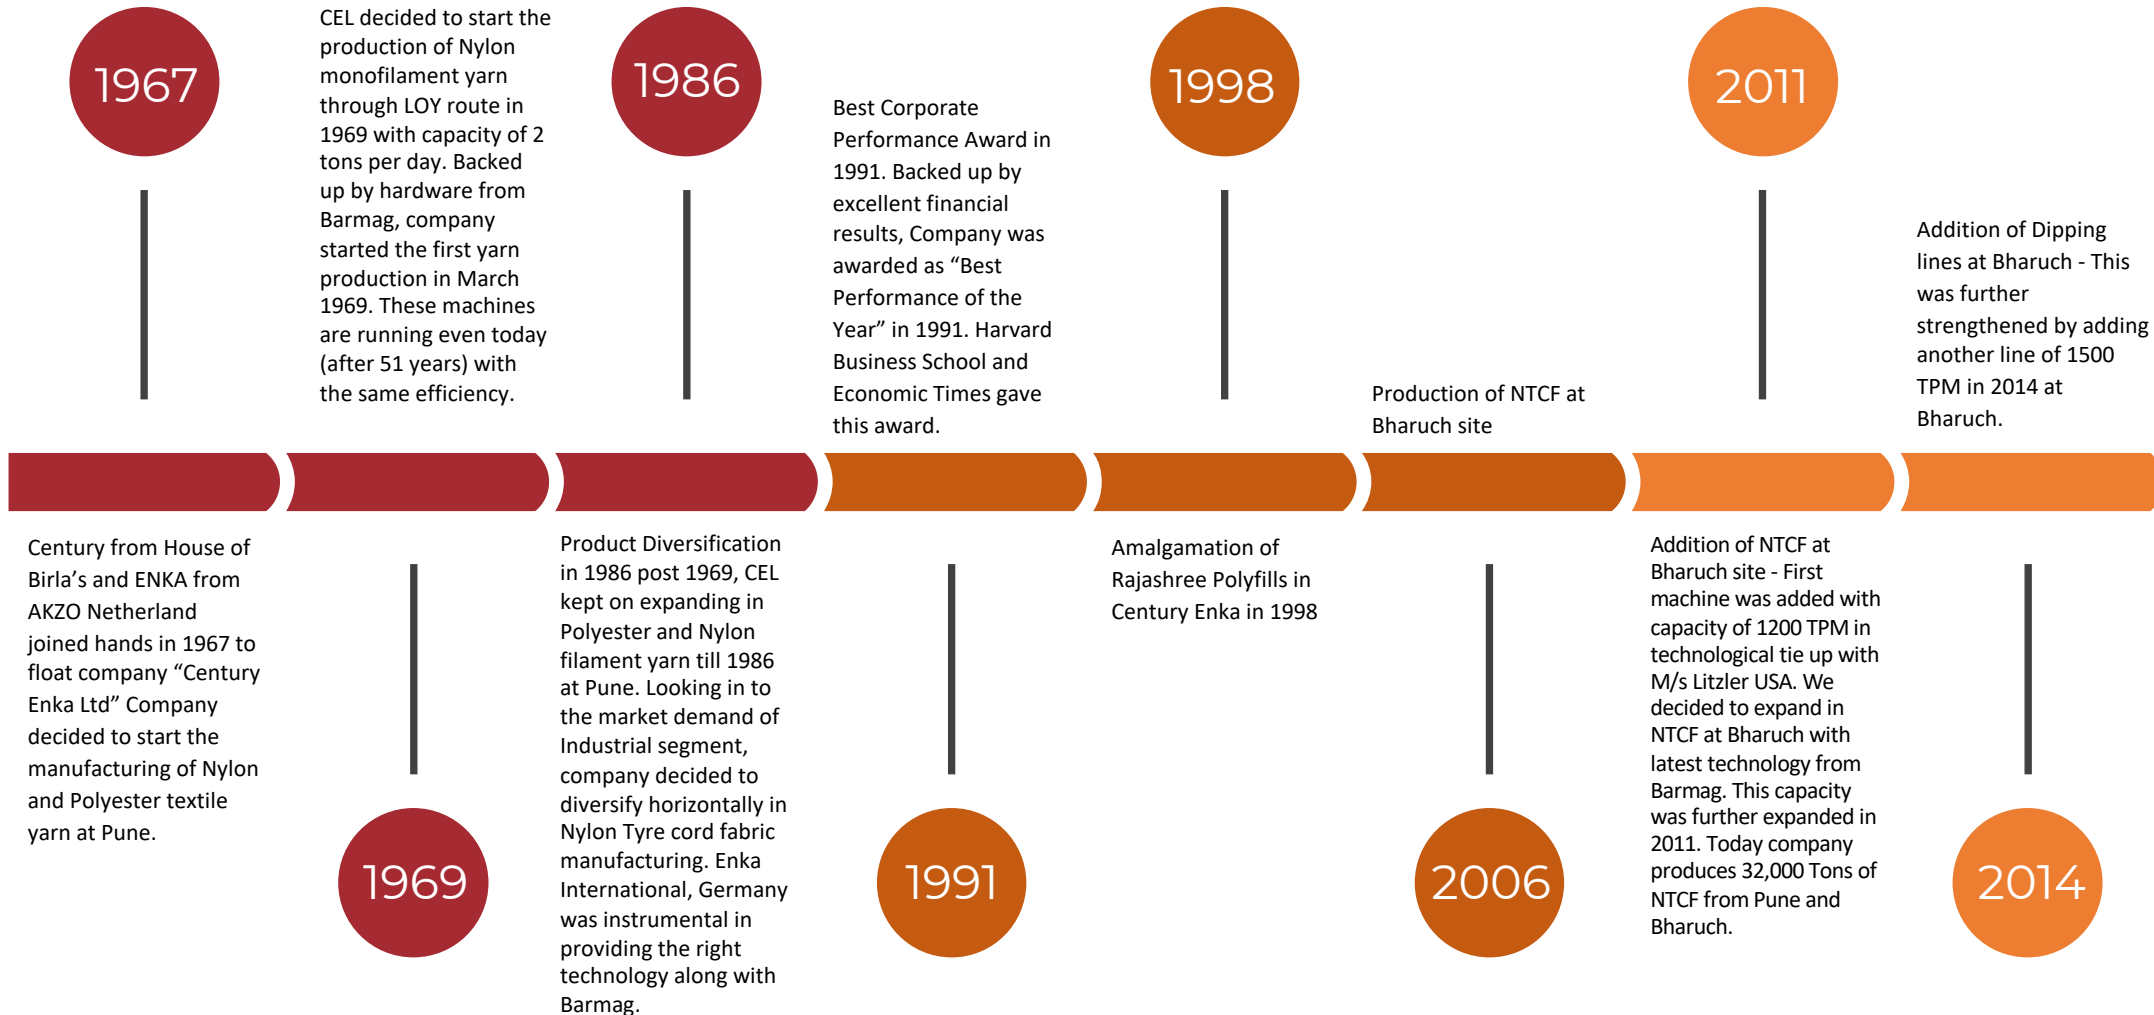 1967
Century from House of
Birla’s and ENKA from
AKZO Netherland
joined hands in 1967 to
float company “Century
Enka Ltd” Company
decided to start the
manufacturing of Nylon
and Polyester textile
yarn at Pune.
CEL decided to start the
production of Nylon
monofilament yarn
through LOY route in
1969 with capacity of 2
tons per day. Backed
up by hardware from
Barmag, company
started the first yarn
production in March
1969. These machines
are running even today
(after 51 years) with
the same efficiency.
1969
1986
Product Diversification
in 1986 post 1969, CEL
kept on expanding in
Polyester and Nylon
filament yarn till 1986
at Pune. Looking in to
the market demand of
Industrial segment,
company decided to
diversify horizontally in
Nylon Tyre cord fabric
manufacturing. Enka
International, Germany
was instrumental in
providing the right
technology along with
Barmag.
Best Corporate
Performance Award in
1991. Backed up by
excellent financial
results, Company was
awarded as “Best
Performance of the
Year” in 1991. Harvard
Business School and
Economic Times gave
this award.
1991
1998
Amalgamation of
Rajashree Polyfills in
Century Enka in 1998
Production of NTCF at
Bharuch site
2006
2011
Addition of NTCF at
Bharuch site - First
machine was added with
capacity of 1200 TPM in
technological tie up with
M/s Litzler USA. We
decided to expand in
NTCF at Bharuch with
latest technology from
Barmag. This capacity
was further expanded in
2011. Today company
produces 32,000 Tons of
NTCF from Pune and
Bharuch.
Addition of Dipping
lines at Bharuch - This
was further
strengthened by adding
another line of 1500
TPM in 2014 at
Bharuch.
2014